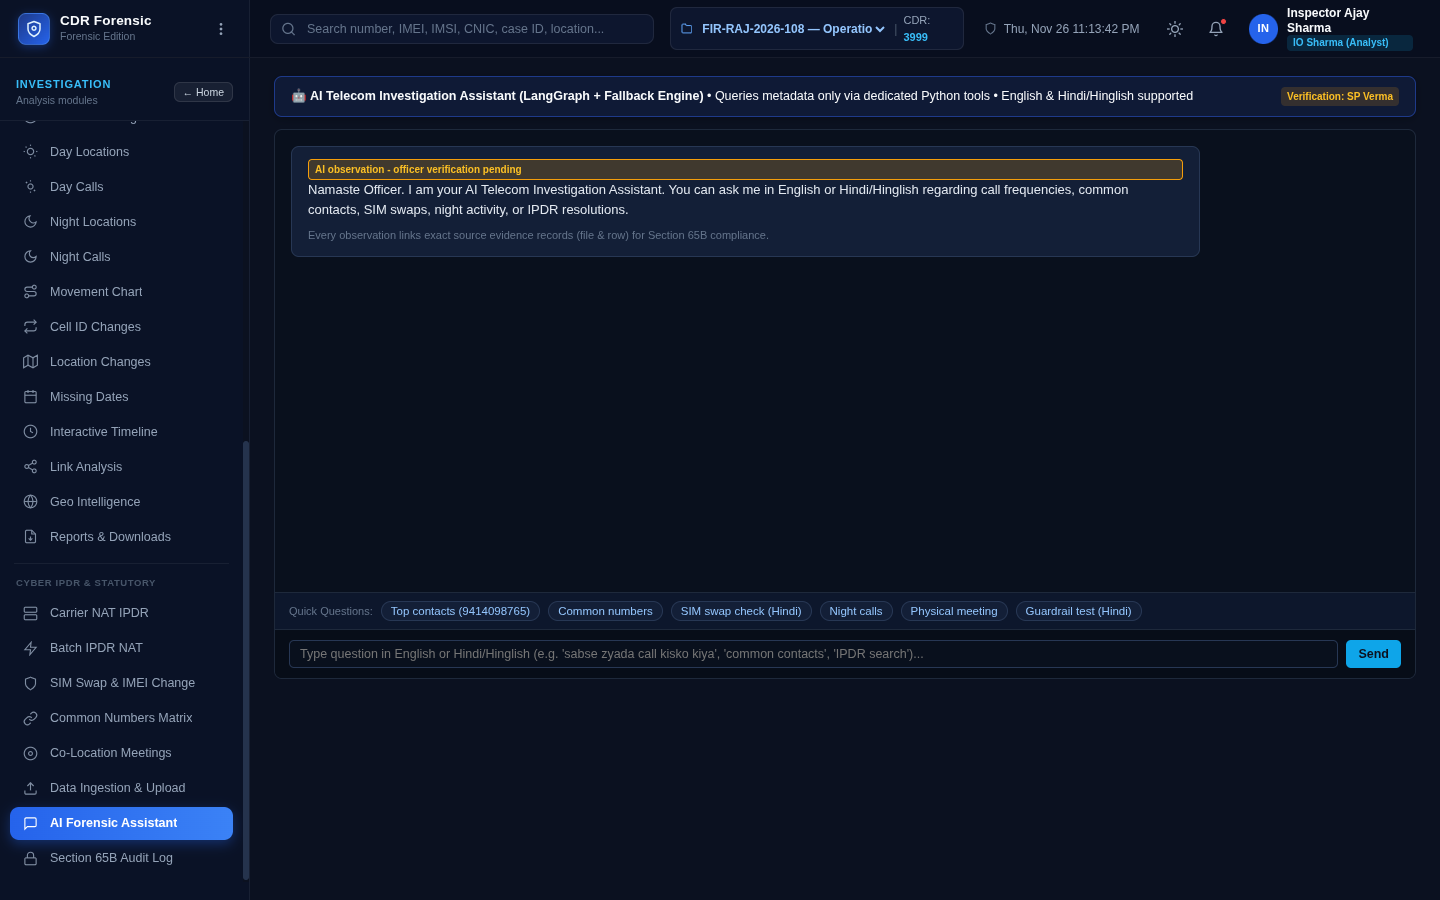 CDR Forensic
Forensic Edition
INVESTIGATION
Analysis modules
← Home
Day Locations
Day Calls
Night Locations
Night Calls
Movement Chart
Cell ID Changes
Location Changes
Missing Dates
Interactive Timeline
Link Analysis
Geo Intelligence
Reports & Downloads
CYBER IPDR & STATUTORY
Carrier NAT IPDR
Batch IPDR NAT
SIM Swap & IMEI Change
Common Numbers Matrix
Co-Location Meetings
Data Ingestion & Upload
AI Forensic Assistant
Section 65B Audit Log
Search number, IMEI, IMSI, CNIC, case ID, location...
FIR-RAJ-2026-108 — Operatio
|
CDR:
3999
Thu, Nov 26 11:13:42 PM
IN
Inspector Ajay
Sharma
IO Sharma (Analyst)
🤖 AI Telecom Investigation Assistant (LangGraph + Fallback Engine) • Queries metadata only via dedicated Python tools • English & Hindi/Hinglish supported
Verification: SP Verma
AI observation - officer verification pending
Namaste Officer. I am your AI Telecom Investigation Assistant. You can ask me in English or Hindi/Hinglish regarding call frequencies, common
contacts, SIM swaps, night activity, or IPDR resolutions.
Every observation links exact source evidence records (file & row) for Section 65B compliance.
Quick Questions:
Top contacts (9414098765)
Common numbers
SIM swap check (Hindi)
Night calls
Physical meeting
Guardrail test (Hindi)
Type question in English or Hindi/Hinglish (e.g. 'sabse zyada call kisko kiya', 'common contacts', 'IPDR search')...
Send